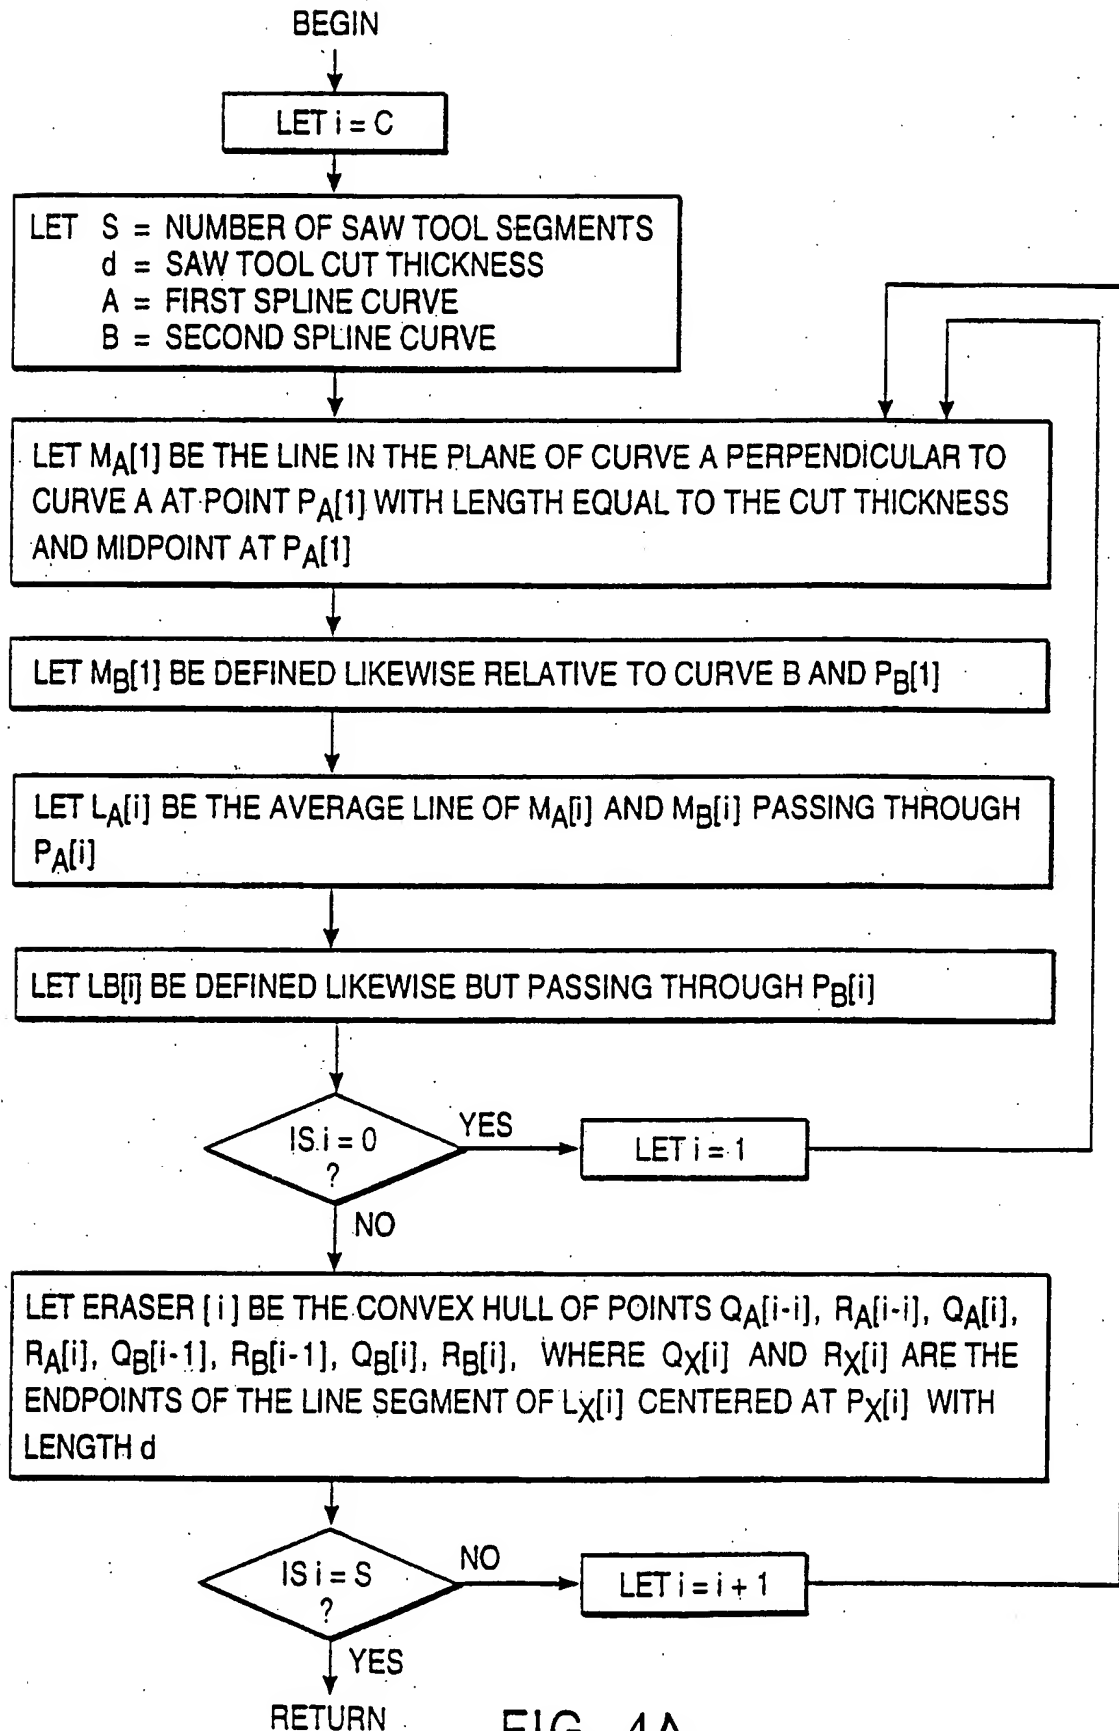 BEGIN
LET i = C
LET S = NUMBER OF SAW TOOL SEGMENTS
d = SAW TOOL CUT THICKNESS
A = FIRST SPLINE CURVE
B = SECOND SPLINE CURVE
LET MA[1] BE THE LINE IN THE PLANE OF CURVE A PERPENDICULAR TO
CURVE A AT POINT PA[1] WITH LENGTH EQUAL TO THE CUT THICKNESS
AND MIDPOINT AT PA[1]
LET MB[1] BE DEFINED LIKEWISE RELATIVE TO CURVE B AND PB[1]
LET LA[i] BE THE AVERAGE LINE OF MA[i] AND MB[i] PASSING THROUGH
PA[i]
LET LB[i] BE DEFINED LIKEWISE BUT PASSING THROUGH PB[i]
IS i = 0
?
YES
LET i = 1
NO
LET ERASER [i] BE THE CONVEX HULL OF POINTS QA[i-i], RA[i-i], QA[i],
RA[i], QB[i-1], RB[i-1], QB[i], RB[i], WHERE QX[i] AND RX[i] ARE THE
ENDPOINTS OF THE LINE SEGMENT OF LX[i] CENTERED AT PX[i] WITH
LENGTH d
IS i = S
?
NO
LET i = i + 1
YES
RETURN
FIG. 4A